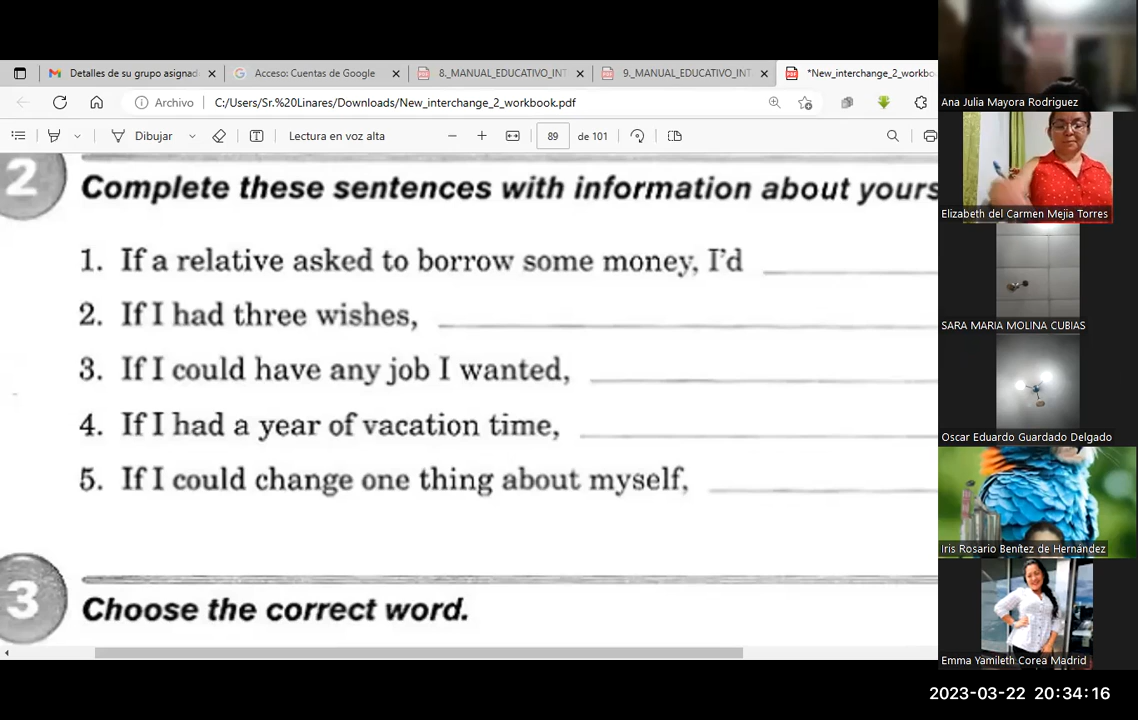 Detalles de su grupo asignad
Acceso: Cuentas de Google
8._MANUAL_EDUCATIVO_INT
9._MANUAL_EDUCATIVO_INT
*New_interchange_2_workbo
Archivo
C:/Users/Sr.%20Linares/Downloads/New_interchange_2_workbook.pdf
Dibujar
Lectura en voz alta
89
de 101
2
Complete these sentences with information about yours
1. If a relative asked to borrow some money, I'd
2. If I had three wishes,
3. If I could have any job I wanted,
4. If I had a year of vacation time,
5. If I could change one thing about myself,
3
Choose the correct word.
Ana Julia Mayora Rodriguez
Elizabeth del Carmen Mejia Torres
SARA MARIA MOLINA CUBIAS
Oscar Eduardo Guardado Delgado
Iris Rosario Benítez de Hernández
Emma Yamileth Corea Madrid
2023-03-22 20:34:16